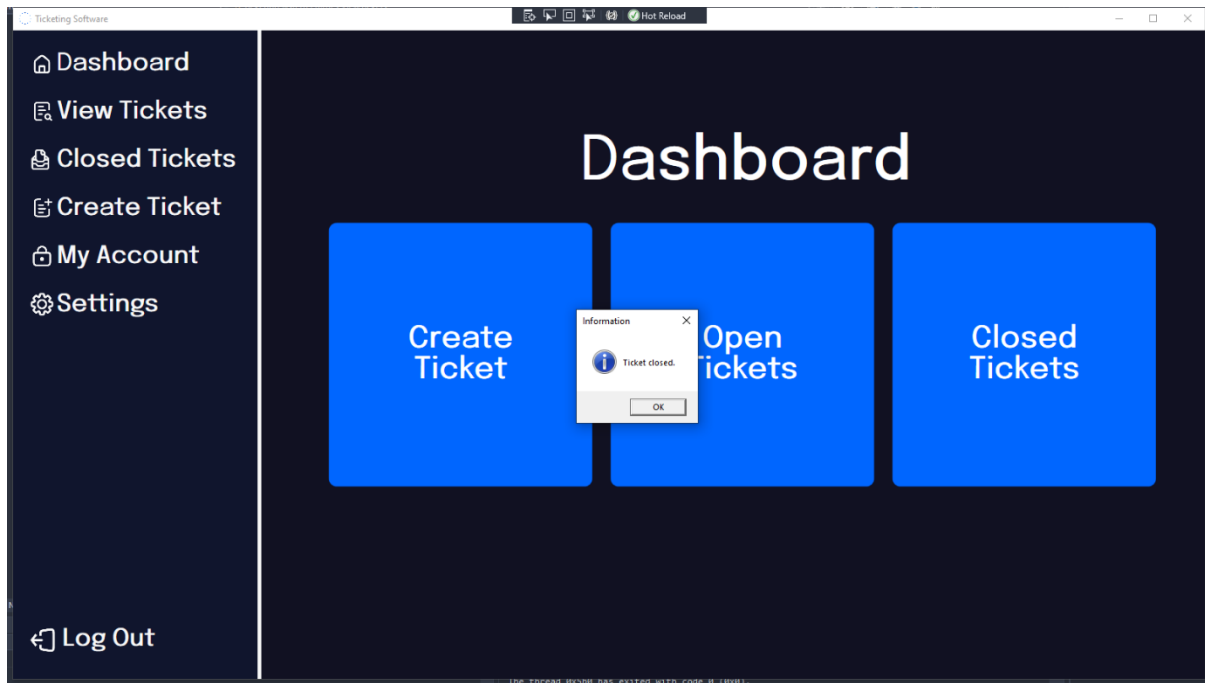 Ticketing Software
Hot Reload
Dashboard
View Tickets
Closed Tickets
Create Ticket
My Account
Settings
Log Out
Dashboard
Create
Ticket
Open
Tickets
Closed
Tickets
Information
Ticket closed.
OK